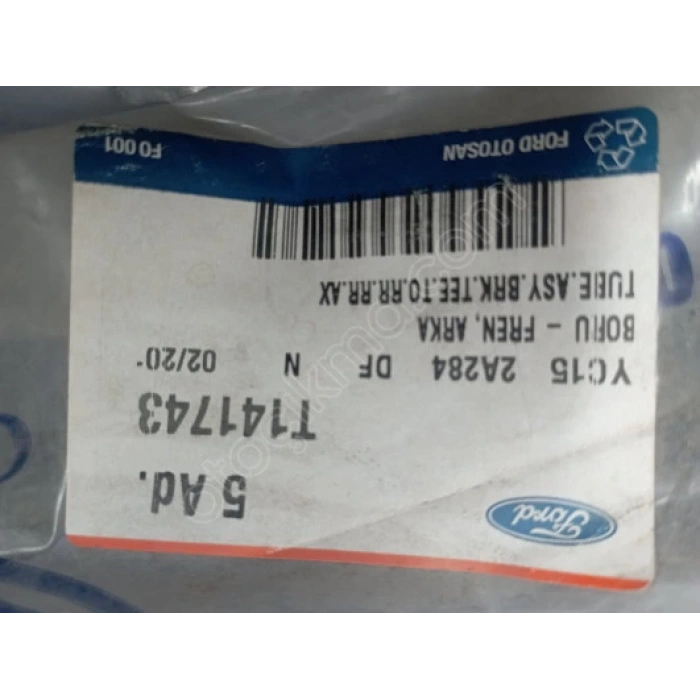 Ford
5 Ad.
T141743
YC15 2A284 DF N 02/20
BORU - FREN, ARKA
TUBE.ASY.BRK.TEE.TO.RR.RR.AX
FORD OTOSAN
FO 001